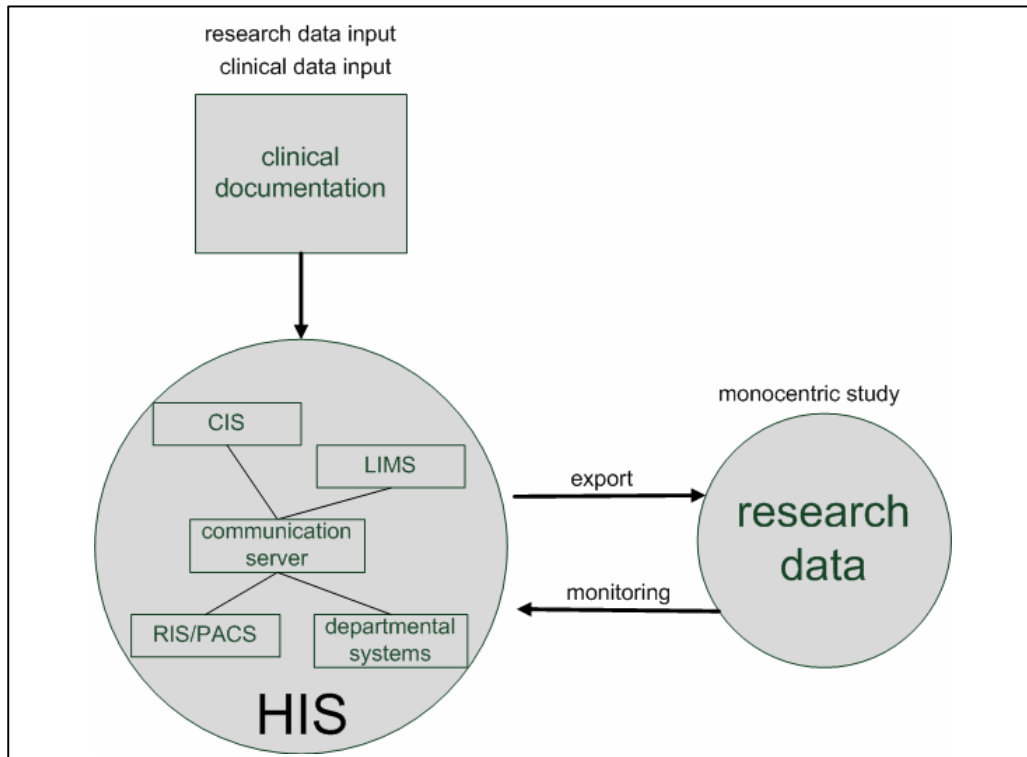 research data input
clinical data input
clinical
documentation
CIS
LIMS
communication
server
RIS/PACS
departmental
systems
HIS
export
monitoring
monocentric study
research
data